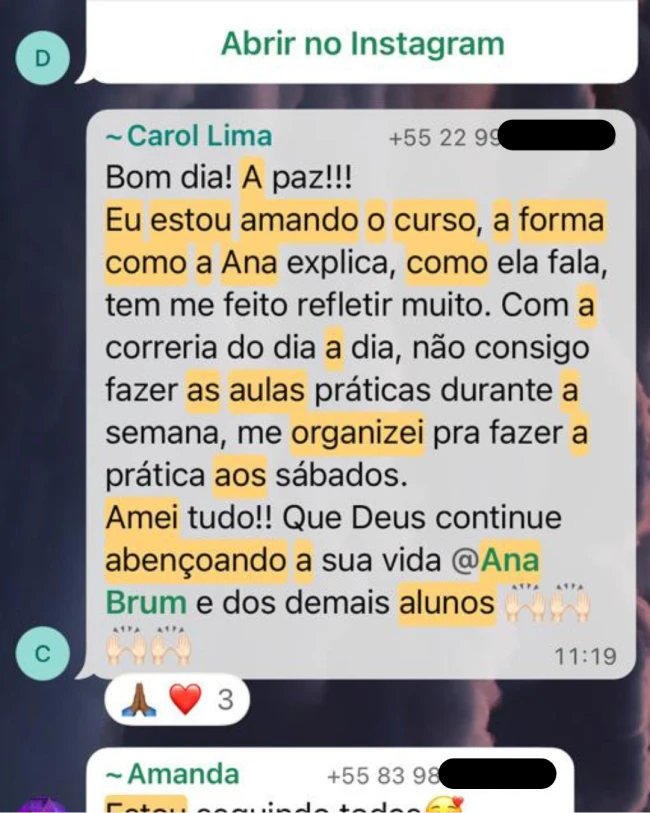 D
Abrir no Instagram
~Carol Lima +55 22 99
Bom dia! A paz!!!
Eu estou amando o curso, a forma
como a Ana explica, como ela fala,
tem me feito refletir muito. Com a
correria do dia a dia, não consigo
fazer as aulas práticas durante a
semana, me organizei pra fazer a
prática aos sábados.
Amei tudo!! Que Deus continue
abençoando a sua vida @Ana
Brum e dos demais alunos 🙌🏻🙌🏻
🙌🏻🙌🏻
C
11:19
🙏🏾 ❤️ 3
~Amanda +55 83 98
Estou seguindo todos🥰